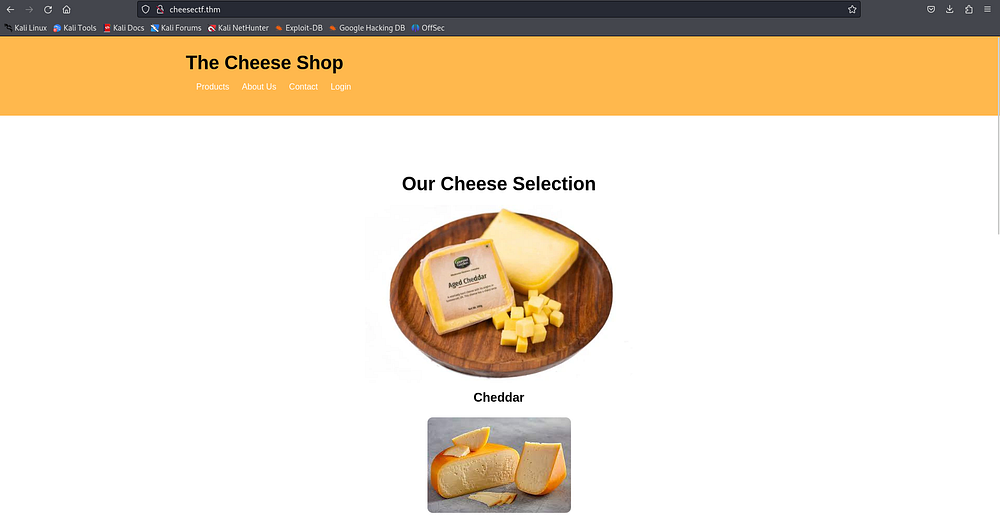 cheesectf.thm
Kali Linux Kali Tools Kali Docs Kali Forums Kali NetHunter Exploit-DB Google Hacking DB OffSec
The Cheese Shop
Products About Us Contact Login
Our Cheese Selection
Aged Cheddar
Cheddar